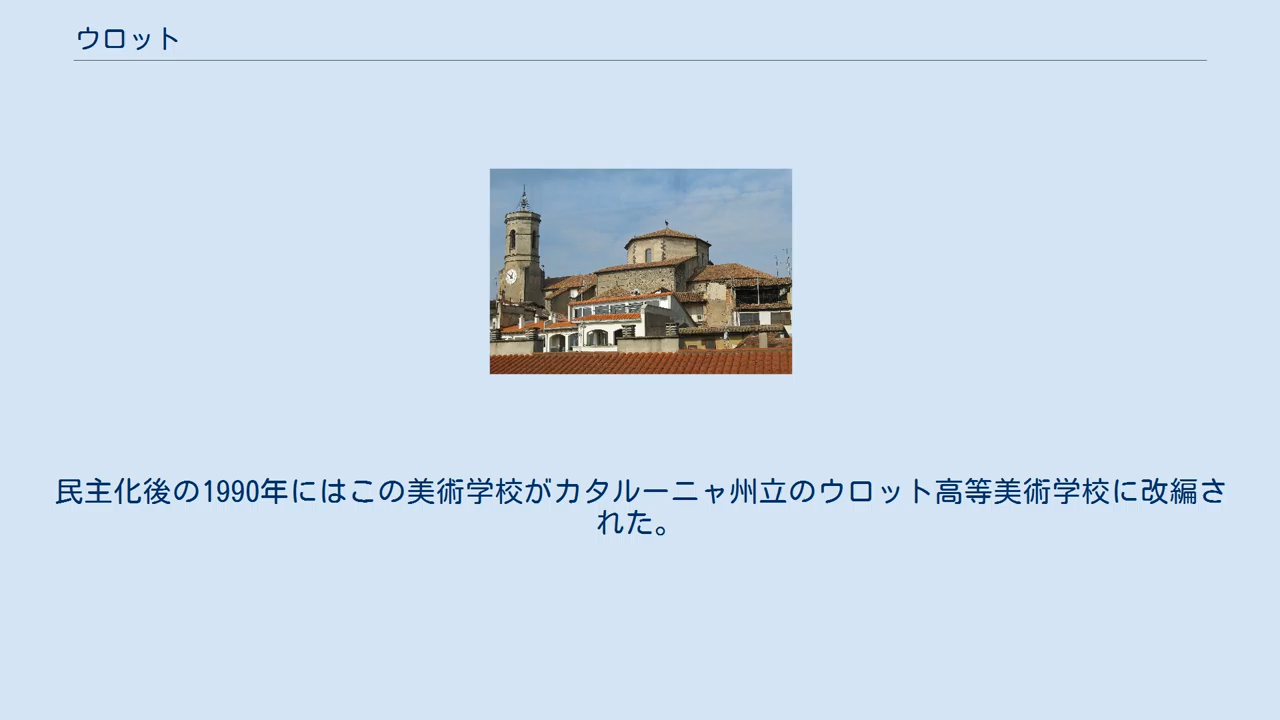 ウロット
民主化後の1990年にはこの美術学校がカタルーニャ州立のウロット高等美術学校に改編さ
れた。